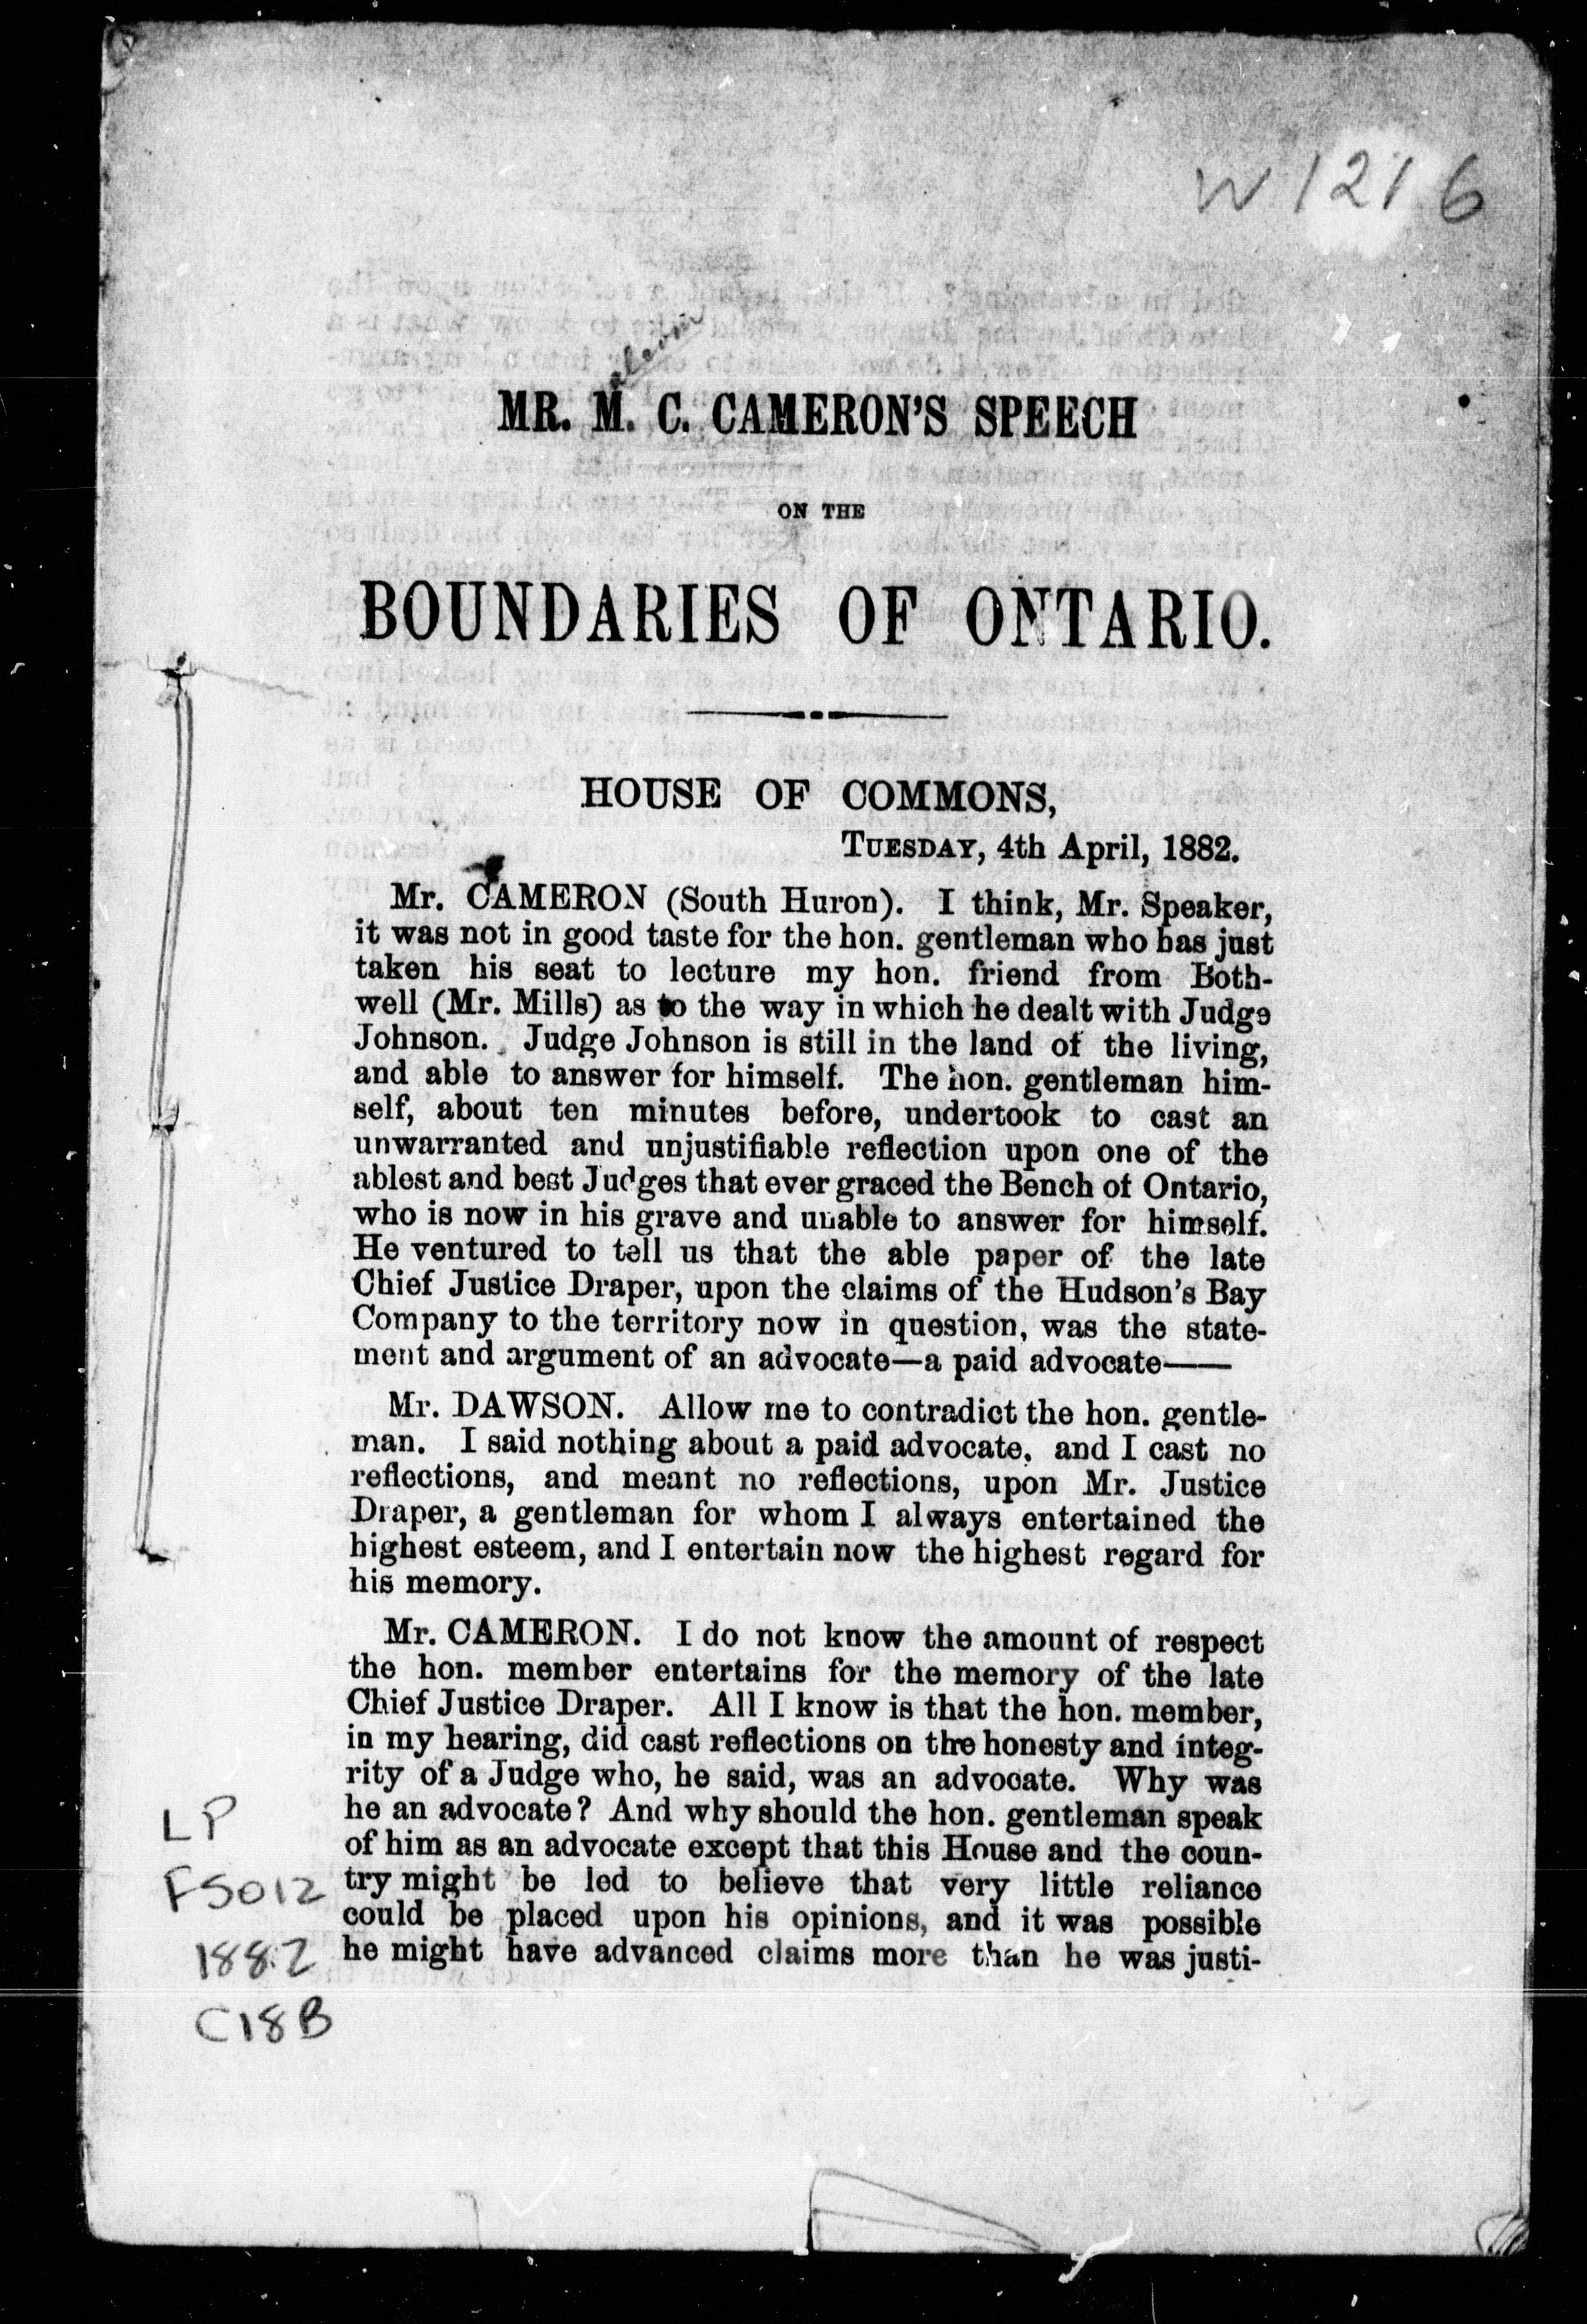 W 1216
alcom
MR. M. C. CAMERON'S SPEECH
ON THE
BOUNDARIES OF ONTARIO.
HOUSE OF COMMONS,
TUESDAY, 4th April, 1882.
Mr. CAMERON (South Huron). I think, Mr. Speaker,
it was not in good taste for the hon. gentleman who has just
taken his seat to lecture my hon. friend from Both-
well (Mr. Mills) as to the way in which he dealt with Judge
Johnson. Judge Johnson is still in the land of the living,
and able to answer for himself. The hon. gentleman him-
self, about ten minutes before, undertook to cast an
unwarranted and unjustifiable reflection upon one of the
ablest and best Judges that ever graced the Bench of Ontario,
who is now in his grave and unable to answer for himself.
He ventured to tell us that the able paper of the late
Chief Justice Draper, upon the claims of the Hudson's Bay
Company to the territory now in question, was the state-
ment and argument of an advocate—a paid advocate——
Mr. DAWSON. Allow me to contradict the hon. gentle-
man. I said nothing about a paid advocate, and I cast no
reflections, and meant no reflections, upon Mr. Justice
Draper, a gentleman for whom I always entertained the
highest esteem, and I entertain now the highest regard for
his memory.
Mr. CAMERON. I do not know the amount of respect
the hon. member entertains for the memory of the late
Chief Justice Draper. All I know is that the hon. member,
in my hearing, did cast reflections on the honesty and integ-
rity of a Judge who, he said, was an advocate. Why was
he an advocate? And why should the hon. gentleman speak
of him as an advocate except that this House and the coun-
try might be led to believe that very little reliance
could be placed upon his opinions, and it was possible
he might have advanced claims more than he was justi-
LP
F5012
1882
C18B